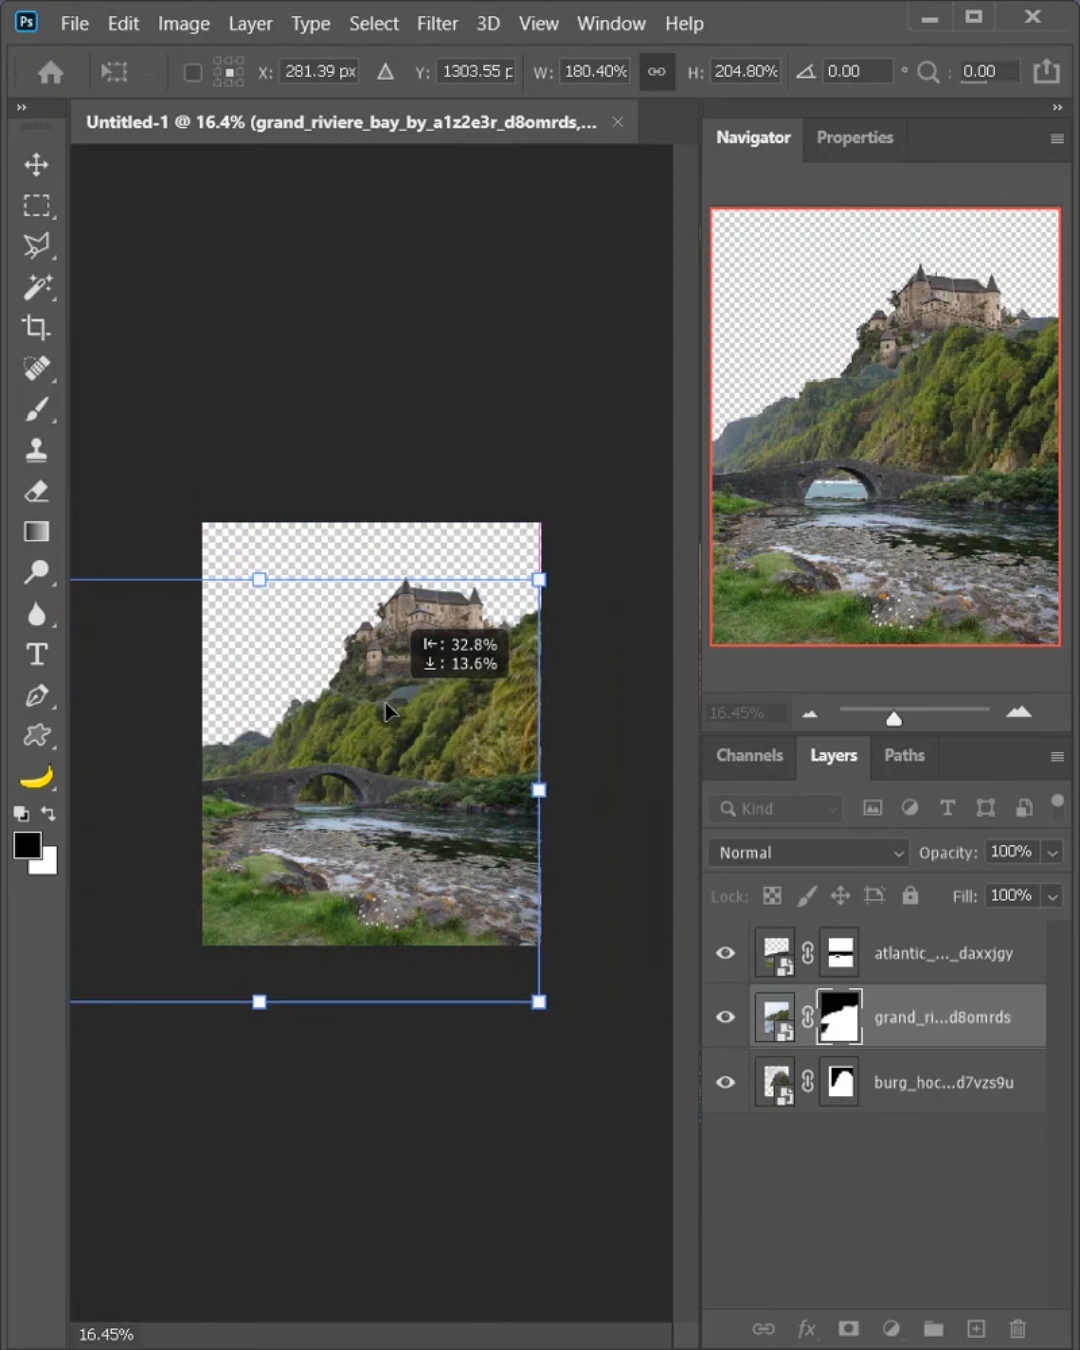 Ps File Edit Image Layer Type Select Filter 3D View Window Help
X: 281.39 px Y: 1303.55 p W: 180.40% H: 204.80% 0.00 ° : 0.00
Untitled-1 @ 16.4% (grand_riviere_bay_by_a1z2e3r_d8omrds,...
Navigator Properties
: 32.8%
: 13.6%
16.45%
Channels Layers Paths
Kind
Normal Opacity: 100%
Lock: Fill: 100%
atlantic_..._daxxjgy
grand_ri...d8omrds
burg_hoc...d7vzs9u
fx
16.45%